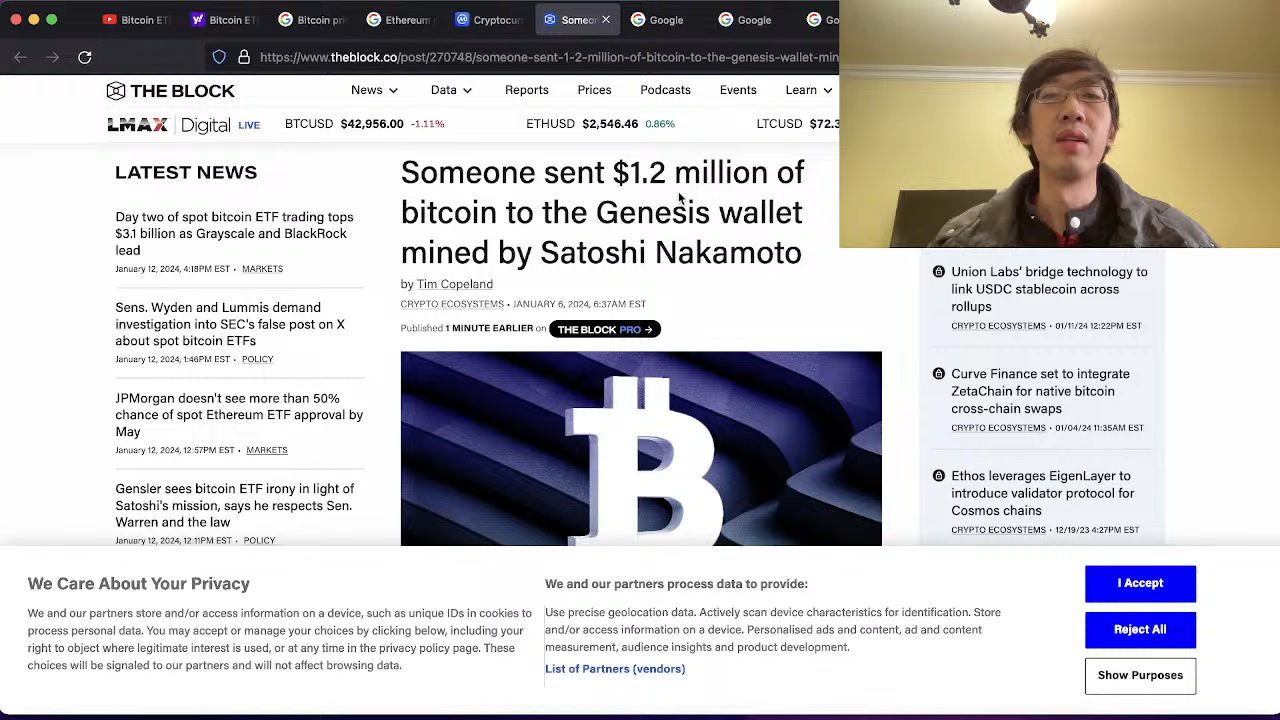 Bitcoin ET
Bitcoin ET
Bitcoin pri
Ethereum
Cryptocur
Someo
Google
Google
Go
https://www.theblock.co/post/270748/someone-sent-1-2-million-of-bitcoin-to-the-genesis-wallet-min
THE BLOCK
News
Data
Reports
Prices
Podcasts
Events
Learn
LMAX Digital LIVE
BTCUSD $42,956.00 -1.11%
ETHUSD $2,546.46 0.86%
LTCUSD $72.3
LATEST NEWS
Day two of spot bitcoin ETF trading tops
$3.1 billion as Grayscale and BlackRock
lead
January 12, 2024, 4:18PM EST • MARKETS
Sens. Wyden and Lummis demand
investigation into SEC's false post on X
about spot bitcoin ETFs
January 12, 2024, 1:46PM EST • POLICY
JPMorgan doesn't see more than 50%
chance of spot Ethereum ETF approval by
May
January 12, 2024, 12:57PM EST • MARKETS
Gensler sees bitcoin ETF irony in light of
Satoshi's mission, says he respects Sen.
Warren and the law
January 12, 2024, 12:11PM EST • POLICY
Someone sent $1.2 million of
bitcoin to the Genesis wallet
mined by Satoshi Nakamoto
by Tim Copeland
CRYPTO ECOSYSTEMS • JANUARY 6, 2024, 6:37AM EST
Published 1 MINUTE EARLIER on THE BLOCK PRO →
Union Labs' bridge technology to
link USDC stablecoin across
rollups
CRYPTO ECOSYSTEMS • 01/11/24 12:22PM EST
Curve Finance set to integrate
ZetaChain for native bitcoin
cross-chain swaps
CRYPTO ECOSYSTEMS • 01/04/24 11:35AM EST
Ethos leverages EigenLayer to
introduce validator protocol for
Cosmos chains
CRYPTO ECOSYSTEMS • 12/19/23 4:27PM EST
We Care About Your Privacy
We and our partners store and/or access information on a device, such as unique IDs in cookies to
process personal data. You may accept or manage your choices by clicking below, including your
right to object where legitimate interest is used, or at any time in the privacy policy page. These
choices will be signaled to our partners and will not affect browsing data.
We and our partners process data to provide:
Use precise geolocation data. Actively scan device characteristics for identification. Store
and/or access information on a device. Personalised ads and content, ad and content
measurement, audience insights and product development.
List of Partners (vendors)
I Accept
Reject All
Show Purposes